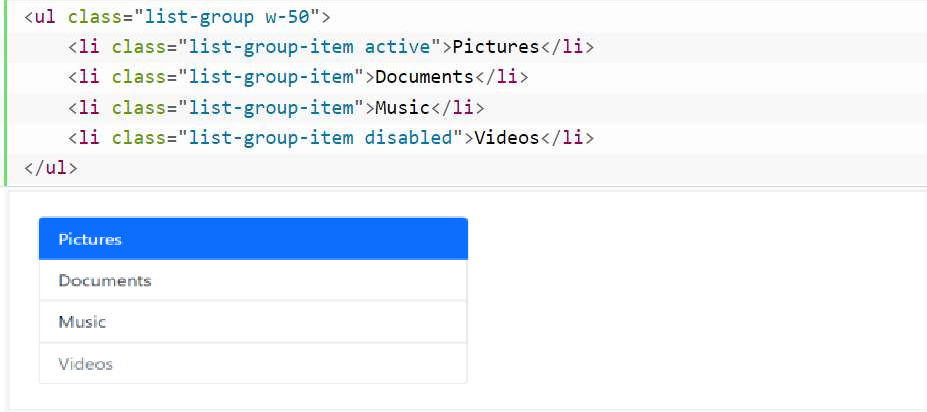 <ul class="list-group w-50">
    <li class="list-group-item active">Pictures</li>
    <li class="list-group-item">Documents</li>
    <li class="list-group-item">Music</li>
    <li class="list-group-item disabled">Videos</li>
</ul>
Pictures
Documents
Music
Videos